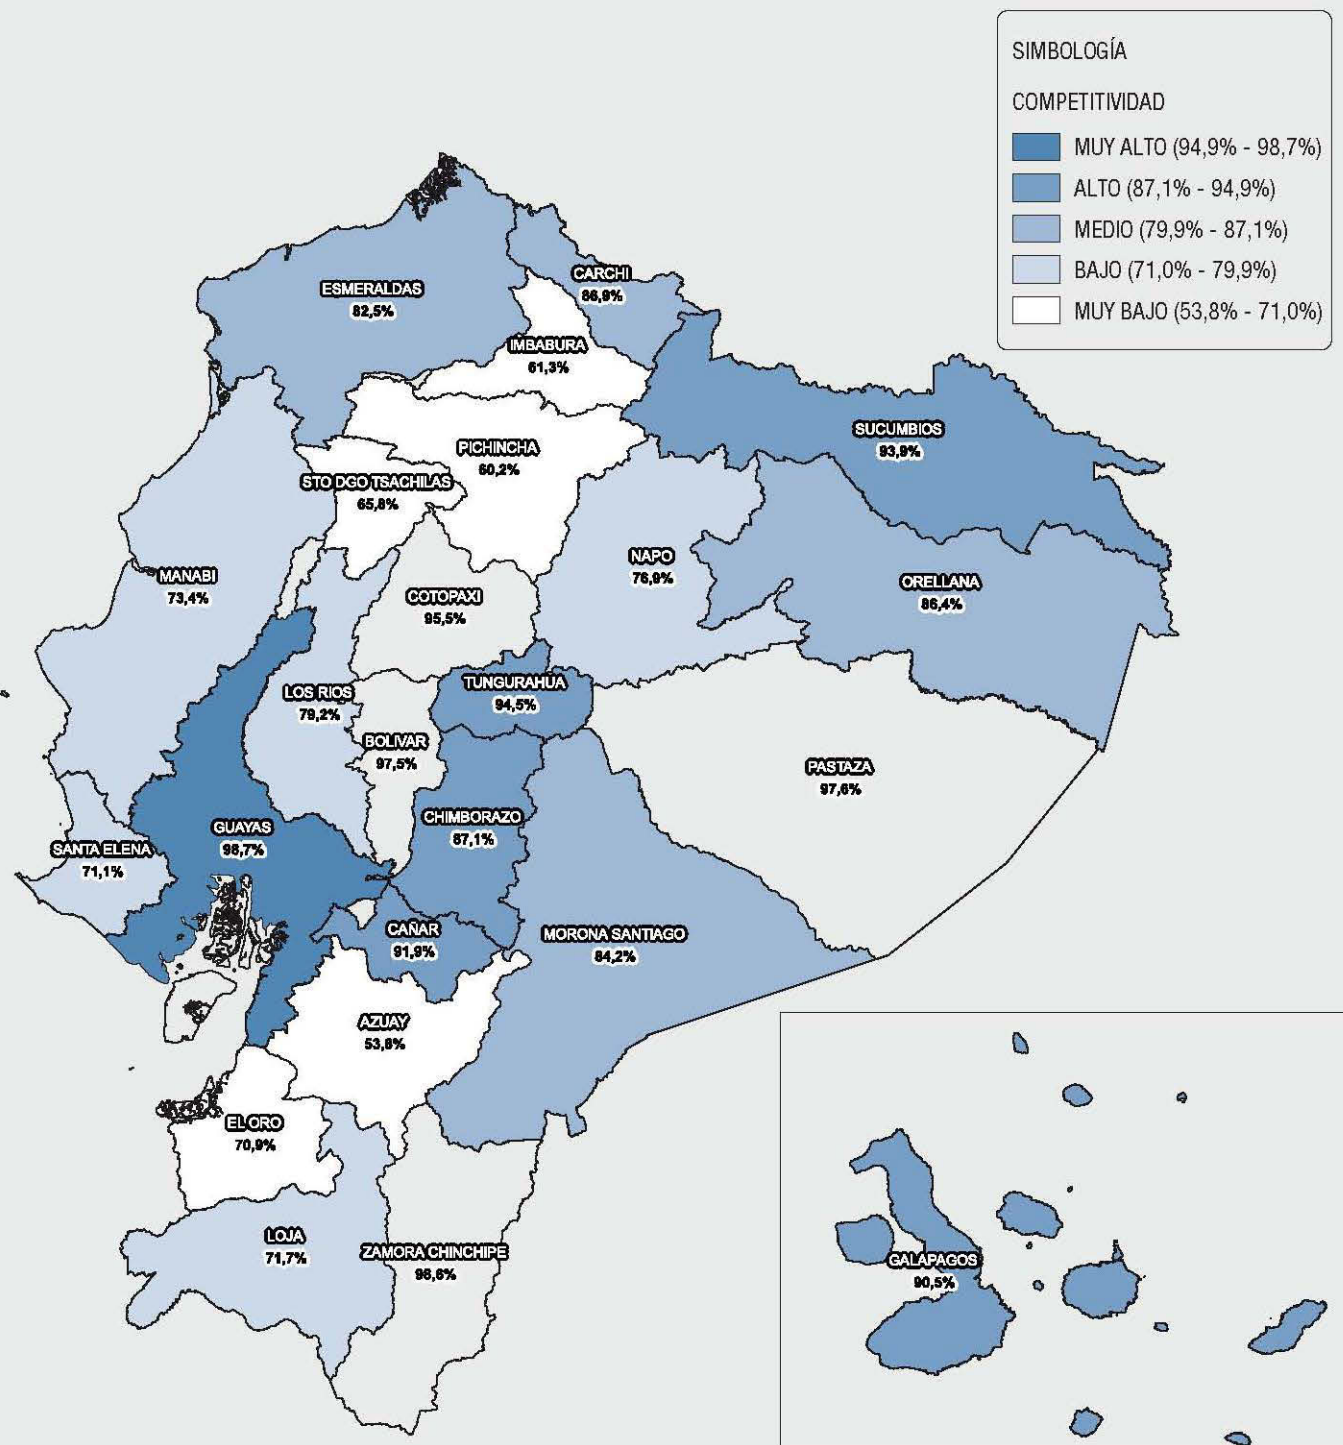 SIMBOLOGÍA
COMPETITIVIDAD
MUY ALTO (94,9% - 98,7%)
ALTO (87,1% - 94,9%)
MEDIO (79,9% - 87,1%)
BAJO (71,0% - 79,9%)
MUY BAJO (53,8% - 71,0%)
CARCHI
86,9%
ESMERALDAS
82,5%
IMBABURA
61,3%
SUCUMBIOS
93,9%
PICHINCHA
60,2%
STO DGO TSACHILAS
65,8%
NAPO
76,9%
MANABI
73,4%
ORELLANA
86,4%
COTOPAXI
95,5%
TUNGURAHUA
94,5%
LOS RIOS
79,2%
BOLIVAR
97,5%
PASTAZA
97,6%
CHIMBORAZO
87,1%
GUAYAS
98,7%
SANTA ELENA
71,1%
CAÑAR
91,9%
MORONA SANTIAGO
84,2%
AZUAY
53,8%
EL ORO
70,9%
LOJA
71,7%
ZAMORA CHINCHIPE
98,6%
GALAPAGOS
90,5%